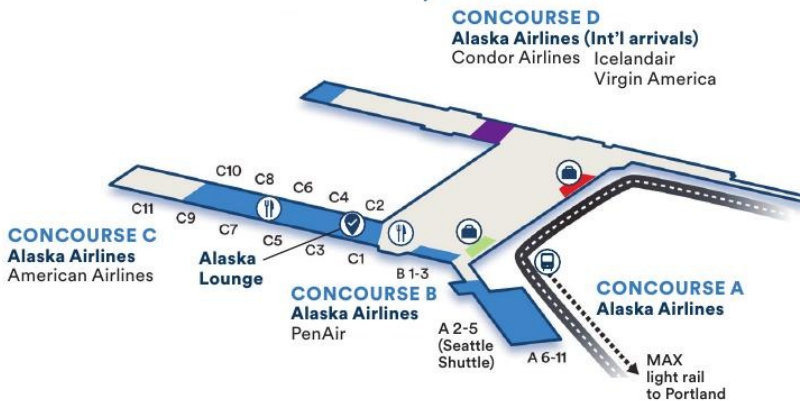 CONCOURSE D
Alaska Airlines (Int'l arrivals)
Condor Airlines Icelandair
Virgin America
C10
C8
C6
C4
C2
C11
C9
C7
C5
C3
C1
CONCOURSE C
Alaska Airlines
American Airlines
Alaska
Lounge
B 1-3
CONCOURSE B
Alaska Airlines
PenAir
A 2-5
(Seattle
Shuttle)
A 6-11
CONCOURSE A
Alaska Airlines
MAX
light rail
to Portland